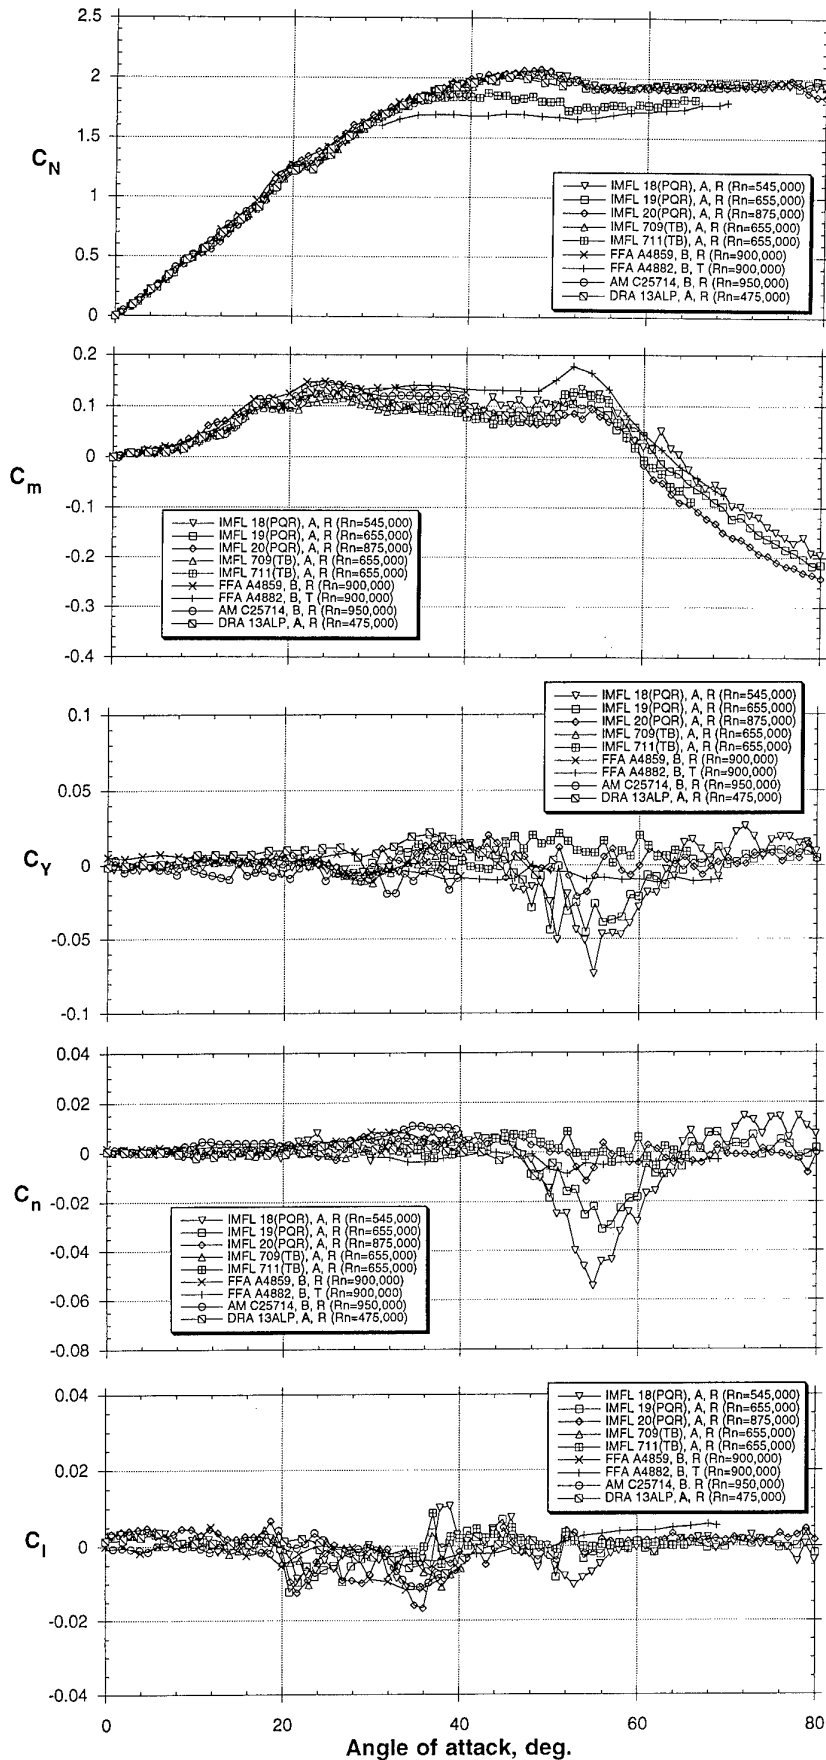 2.5
2
1.5
C_N
1
0.5
0
IMFL 18(PQR), A, R (Rn=545,000)
IMFL 19(PQR), A, R (Rn=655,000)
IMFL 20(PQR), A, R (Rn=875,000)
IMFL 709(TB), A, R (Rn=655,000)
IMFL 711(TB), A, R (Rn=655,000)
FFA A4859, B, R (Rn=900,000)
FFA A4882, B, T (Rn=900,000)
AM C25714, B, R (Rn=950,000)
DRA 13ALP, A, R (Rn=475,000)
0.2
0.1
0
C_m
-0.1
-0.2
-0.3
-0.4
IMFL 18(PQR), A, R (Rn=545,000)
IMFL 19(PQR), A, R (Rn=655,000)
IMFL 20(PQR), A, R (Rn=875,000)
IMFL 709(TB), A, R (Rn=655,000)
IMFL 711(TB), A, R (Rn=655,000)
FFA A4859, B, R (Rn=900,000)
FFA A4882, B, T (Rn=900,000)
AM C25714, B, R (Rn=950,000)
DRA 13ALP, A, R (Rn=475,000)
0.1
0.05
C_Y
0
-0.05
-0.1
IMFL 18(PQR), A, R (Rn=545,000)
IMFL 19(PQR), A, R (Rn=655,000)
IMFL 20(PQR), A, R (Rn=875,000)
IMFL 709(TB), A, R (Rn=655,000)
IMFL 711(TB), A, R (Rn=655,000)
FFA A4859, B, R (Rn=900,000)
FFA A4882, B, T (Rn=900,000)
AM C25714, B, R (Rn=950,000)
DRA 13ALP, A, R (Rn=475,000)
0.04
0.02
0
C_n
-0.02
-0.04
-0.06
-0.08
IMFL 18(PQR), A, R (Rn=545,000)
IMFL 19(PQR), A, R (Rn=655,000)
IMFL 20(PQR), A, R (Rn=875,000)
IMFL 709(TB), A, R (Rn=655,000)
IMFL 711(TB), A, R (Rn=655,000)
FFA A4859, B, R (Rn=900,000)
FFA A4882, B, T (Rn=900,000)
AM C25714, B, R (Rn=950,000)
DRA 13ALP, A, R (Rn=475,000)
0.04
0.02
C_l
0
-0.02
-0.04
IMFL 18(PQR), A, R (Rn=545,000)
IMFL 19(PQR), A, R (Rn=655,000)
IMFL 20(PQR), A, R (Rn=875,000)
IMFL 709(TB), A, R (Rn=655,000)
IMFL 711(TB), A, R (Rn=655,000)
FFA A4859, B, R (Rn=900,000)
FFA A4882, B, T (Rn=900,000)
AM C25714, B. R (Rn=950,000)
DRA 13ALP, A, R (Rn=475,000)
0 20 40 60 80
Angle of attack, deg.